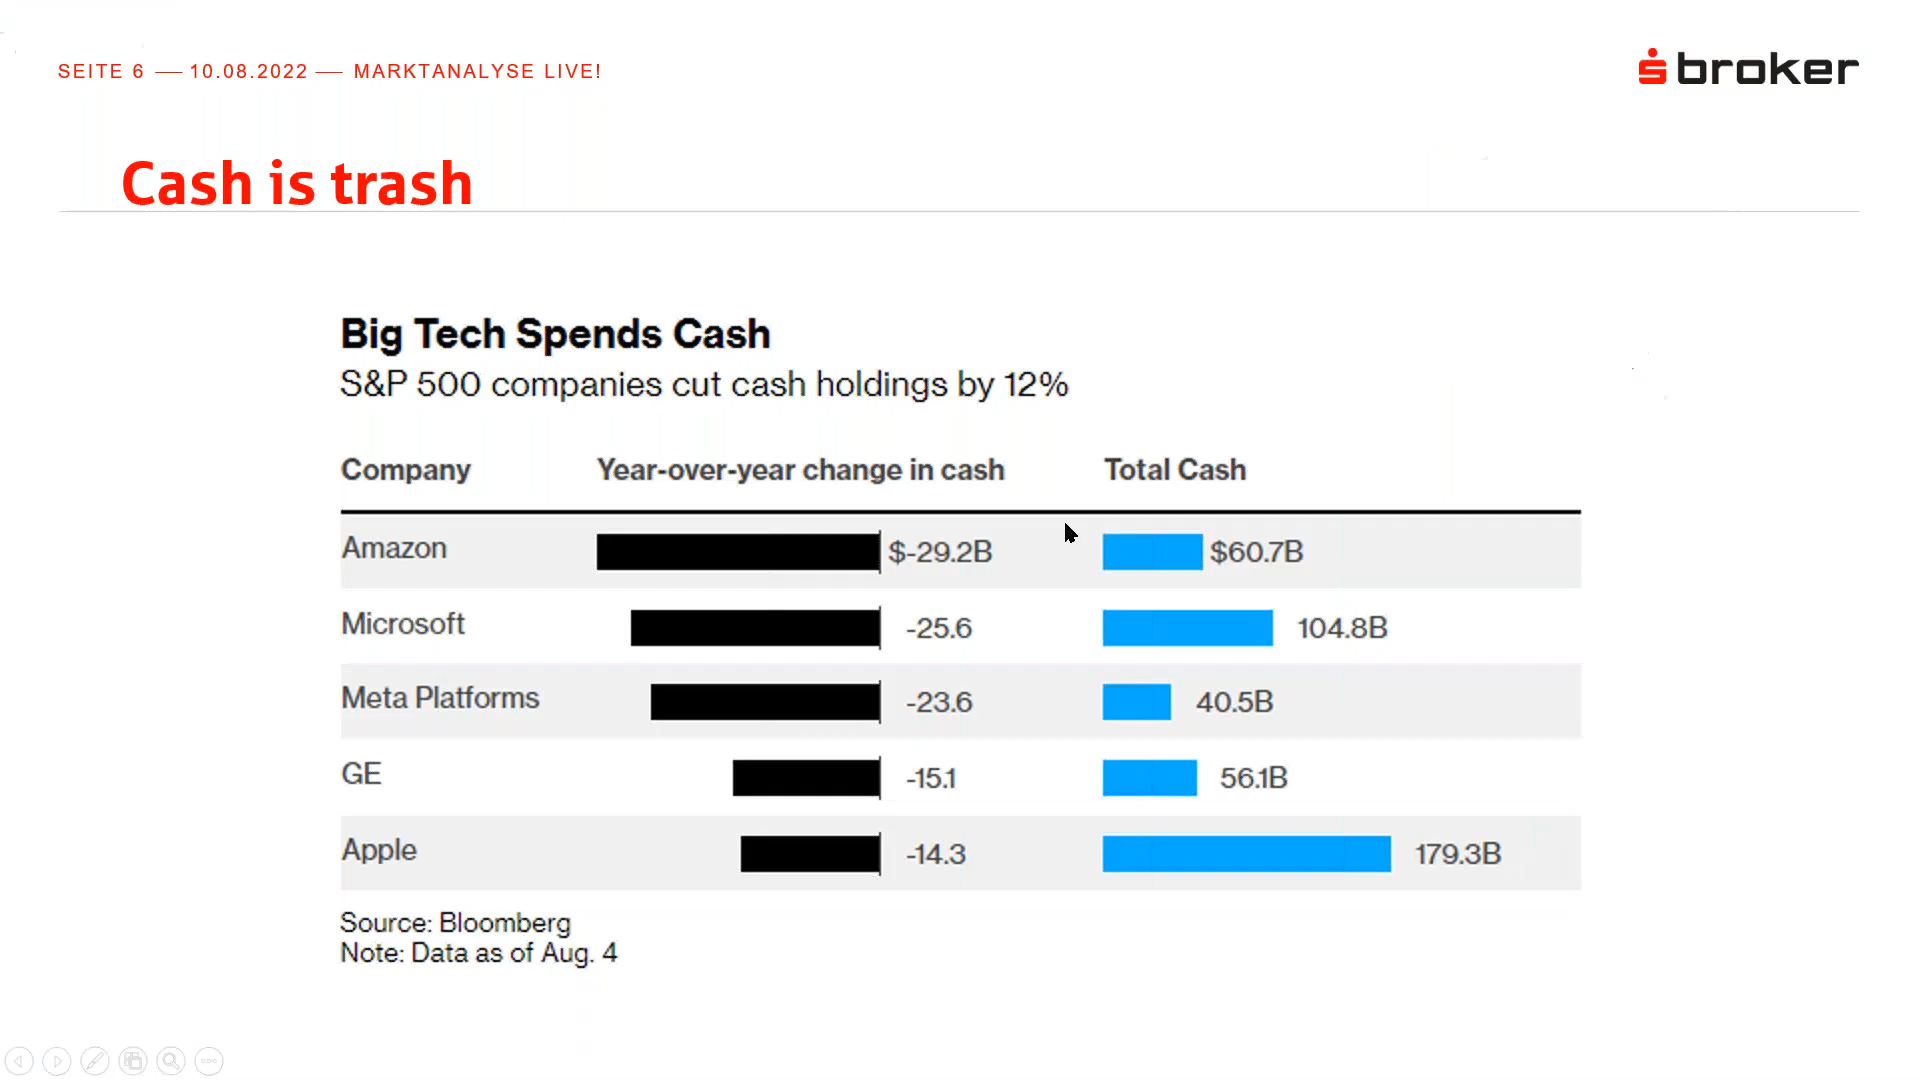 SEITE 6 — 10.08.2022 — MARKTANALYSE LIVE!
s broker
Cash is trash
Big Tech Spends Cash
S&P 500 companies cut cash holdings by 12%
Company Year-over-year change in cash Total Cash
Amazon $-29.2B $60.7B
Microsoft -25.6 104.8B
Meta Platforms -23.6 40.5B
GE -15.1 56.1B
Apple -14.3 179.3B
Source: Bloomberg
Note: Data as of Aug. 4